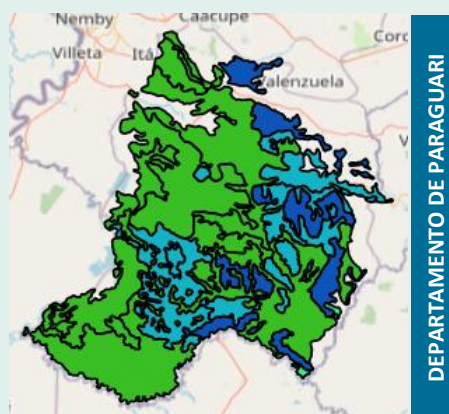 Nemby
Caacupe
Villeta
Itá
Valenzuela
DEPARTAMENTO DE PARAGUARI